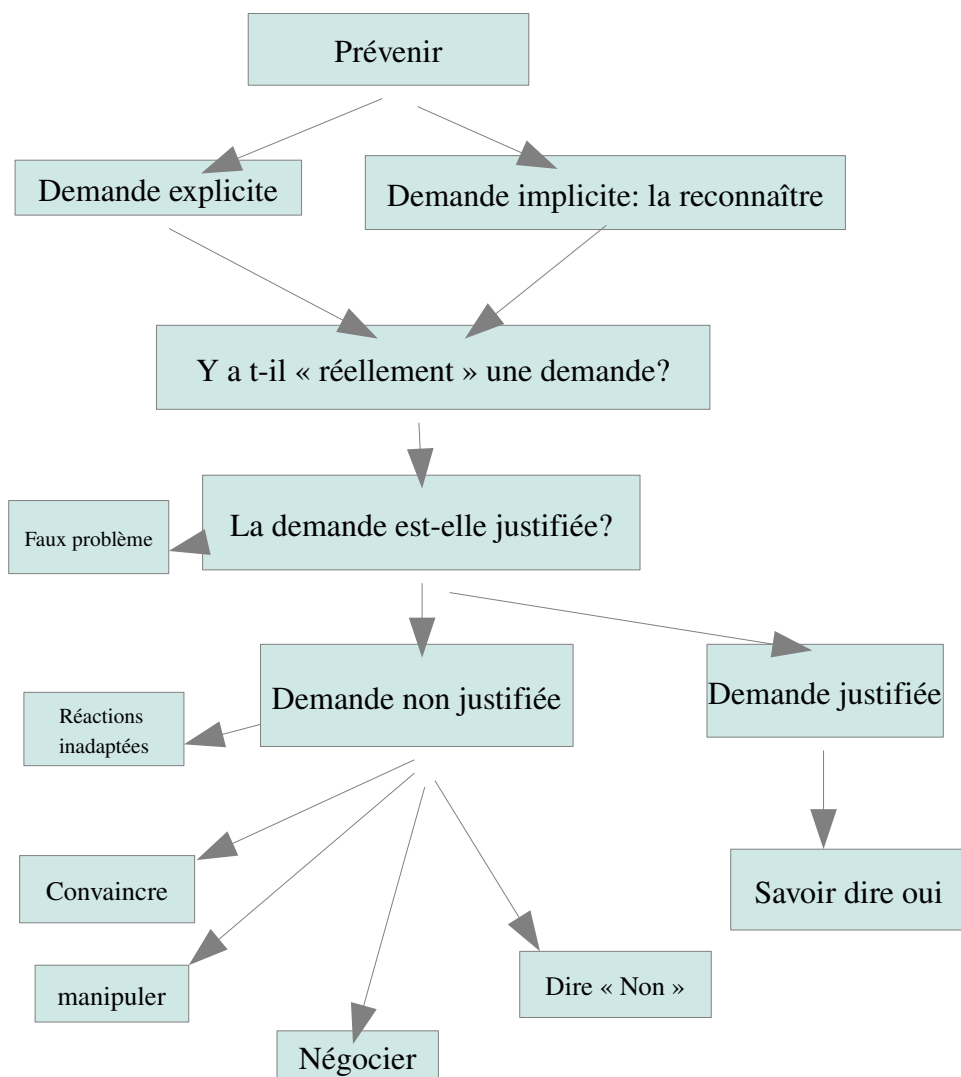 Prévenir
Demande explicite
Demande implicite: la reconnaître
Y a t-il « réellement » une demande?
La demande est-elle justifiée?
Faux problème
Demande non justifiée
Demande justifiée
Réactions
inadaptées
Convaincre
Savoir dire oui
manipuler
Dire « Non »
Négocier